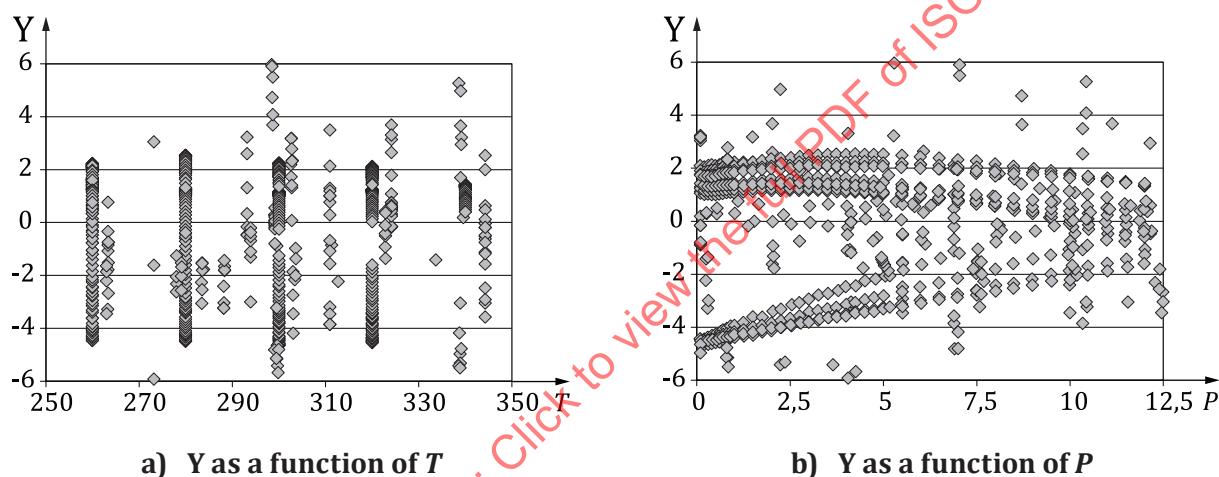 Y
6
4
2
0
-2
-4
-6
250 270 290 310 330 350 T
a) Y as a function of T
Y
6
4
2
0
-2
-4
-6
0 2,5 5 7,5 10 12,5 P
b) Y as a function of P
: Click to view the full PDF of ISO